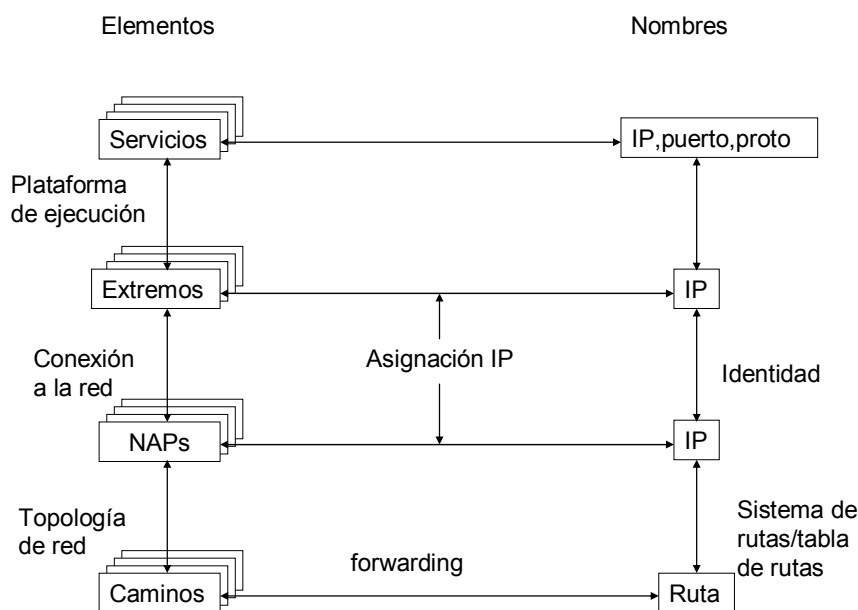 Elementos
Nombres
Servicios
IP,puerto,proto
Plataforma
de ejecución
Extremos
IP
Conexión
a la red
Asignación IP
Identidad
NAPs
IP
Topología
de red
Sistema de
rutas/tabla
de rutas
forwarding
Caminos
Ruta